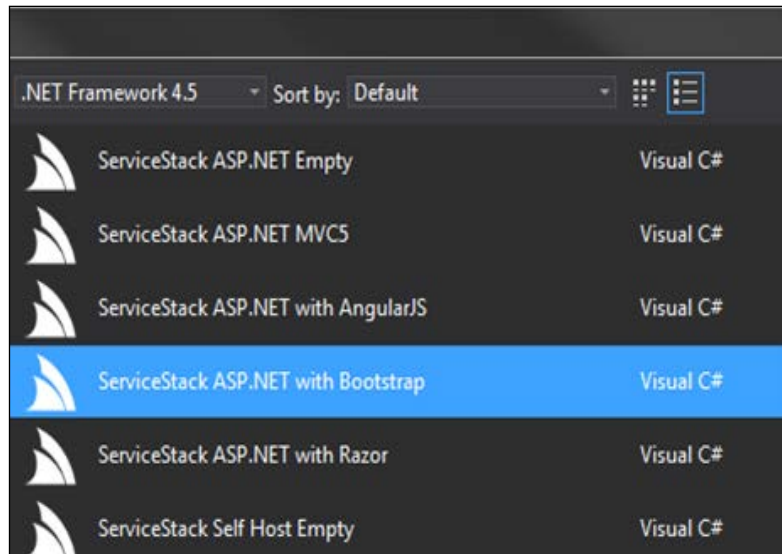 .NET Framework 4.5 Sort by: Default
ServiceStack ASP.NET Empty Visual C#
ServiceStack ASP.NET MVC5 Visual C#
ServiceStack ASP.NET with AngularJS Visual C#
ServiceStack ASP.NET with Bootstrap Visual C#
ServiceStack ASP.NET with Razor Visual C#
ServiceStack Self Host Empty Visual C#